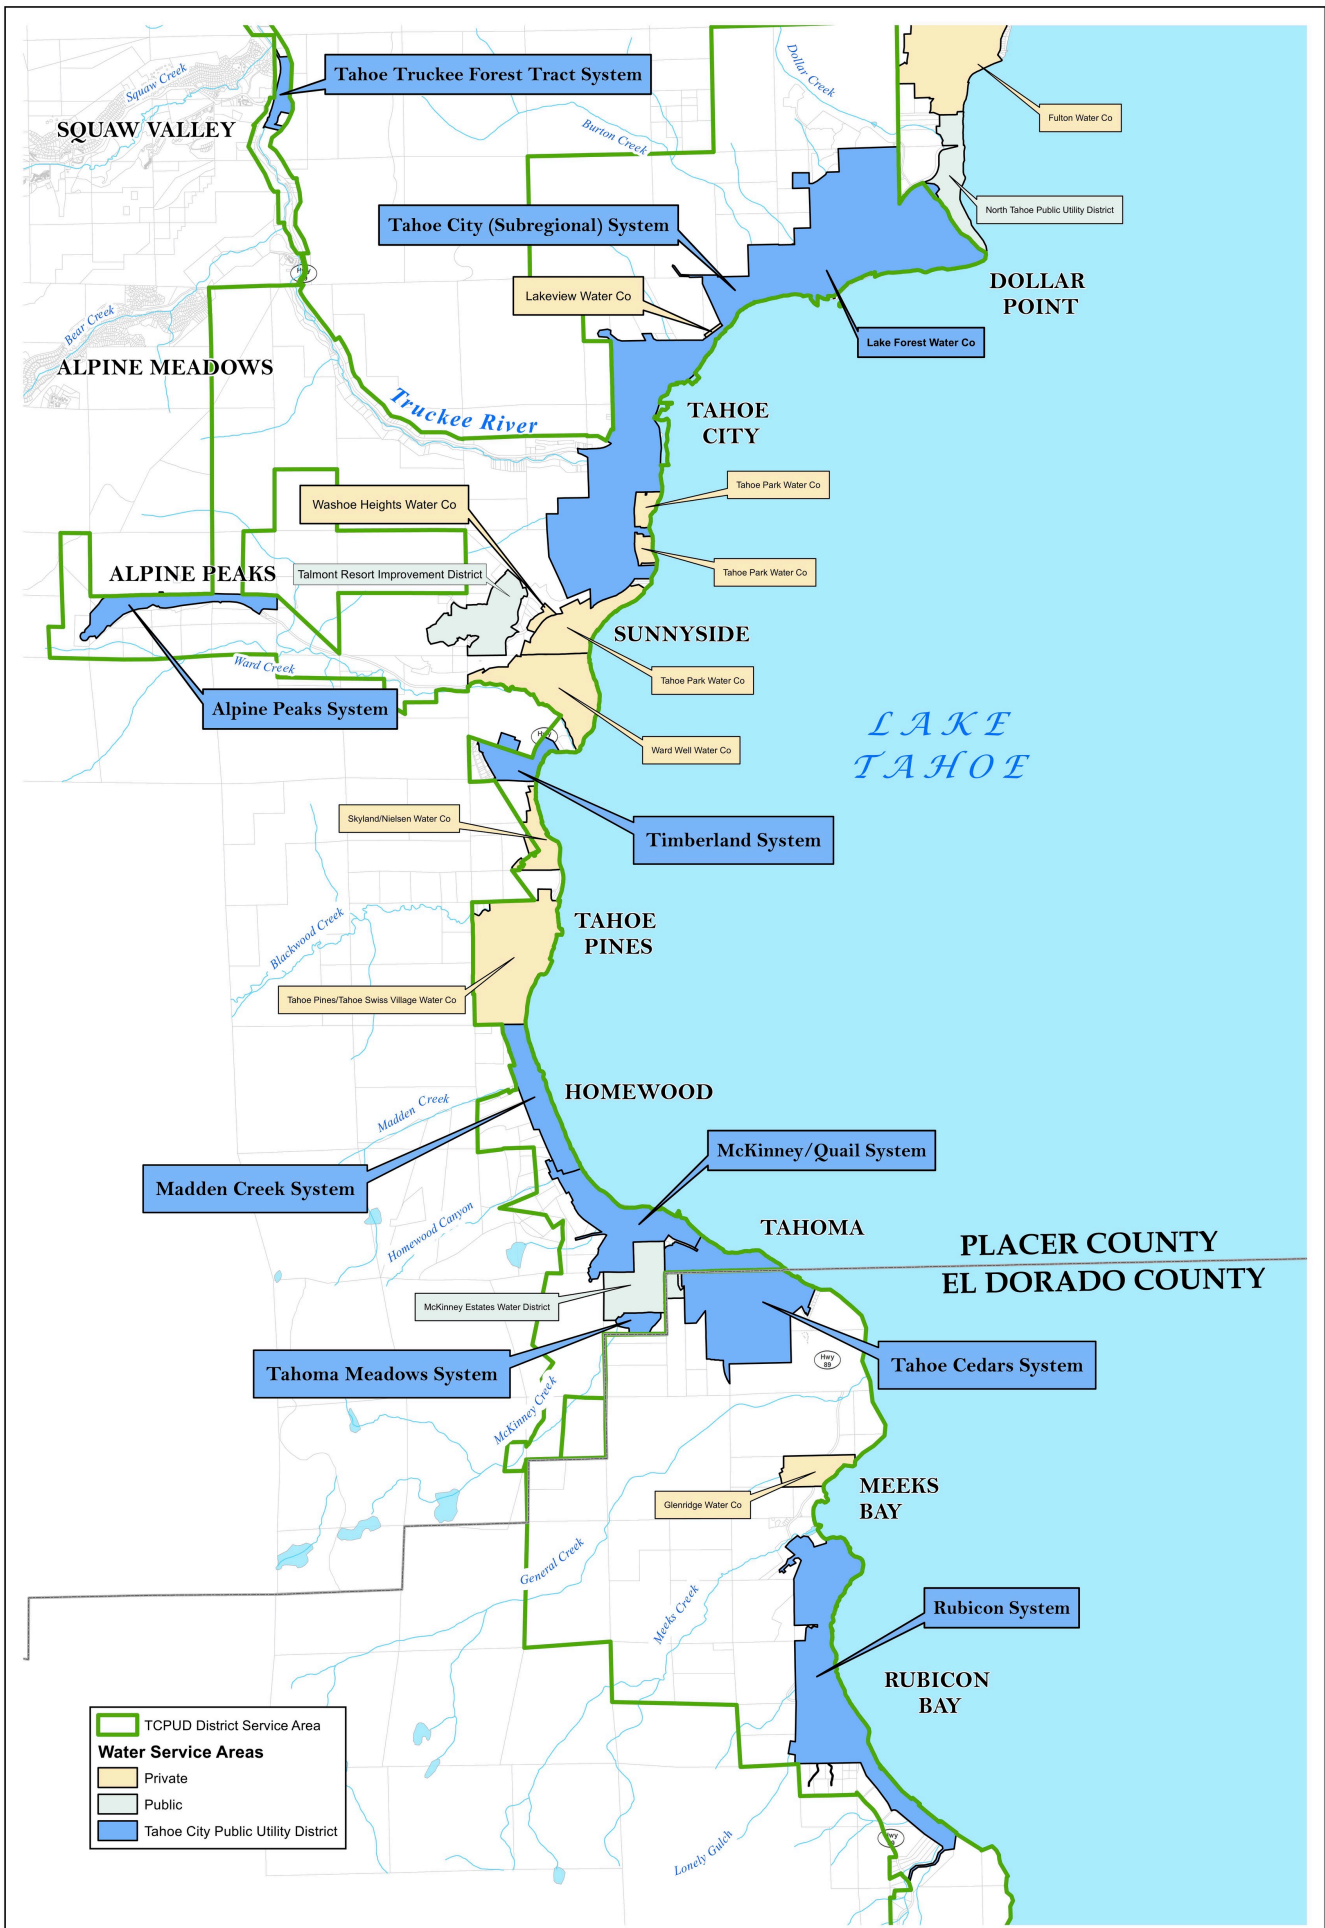 Tahoe Truckee Forest Tract System
Squaw Creek
SQUAW VALLEY
Dollar Creek
Burton Creek
Fulton Water Co
North Tahoe Public Utility District
Tahoe City (Subregional) System
Lakeview Water Co
DOLLAR
POINT
Lake Forest Water Co
Hwy
Bear Creek
ALPINE MEADOWS
Truckee River
TAHOE
CITY
Tahoe Park Water Co
Washoe Heights Water Co
Tahoe Park Water Co
ALPINE PEAKS
Talmont Resort Improvement District
SUNNYSIDE
Tahoe Park Water Co
Ward Creek
Alpine Peaks System
Ward Well Water Co
LAKE
TAHOE
Hwy
Skyland/Nielsen Water Co
Timberland System
TAHOE
PINES
Blackwood Creek
Tahoe Pines/Tahoe Swiss Village Water Co
HOMEWOOD
Madden Creek
McKinney/Quail System
Madden Creek System
Homewood Canyon
TAHOMA
PLACER COUNTY
EL DORADO COUNTY
McKinney Estates Water District
Tahoma Meadows System
Hwy
89
Tahoe Cedars System
McKinney Creek
Glenridge Water Co
MEEKS
BAY
General Creek
Meeks Creek
Rubicon System
RUBICON
BAY
TCPUD District Service Area
Water Service Areas
Private
Public
Tahoe City Public Utility District
Lonely Gulch
Hwy